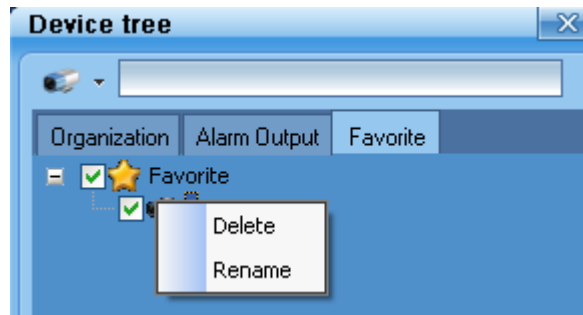 Device tree
Organization
Alarm Output
Favorite
Favorite
Delete
Rename